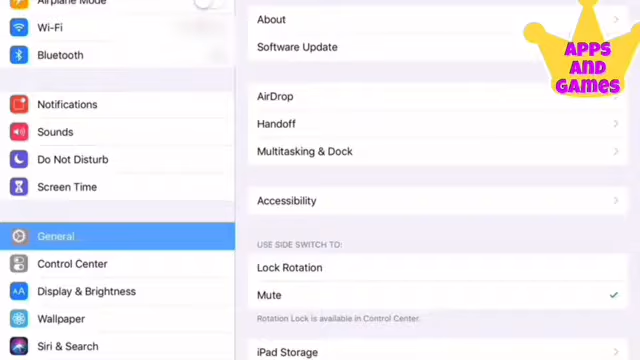 Airplane Mode
Wi-Fi
Bluetooth
Notifications
Sounds
Do Not Disturb
Screen Time
General
Control Center
Display & Brightness
Wallpaper
Siri & Search
About
Software Update
AirDrop
Handoff
Multitasking & Dock
Accessibility
USE SIDE SWITCH TO:
Lock Rotation
Mute
Rotation Lock is available in Control Center.
iPad Storage
APPS
AND
GAMES